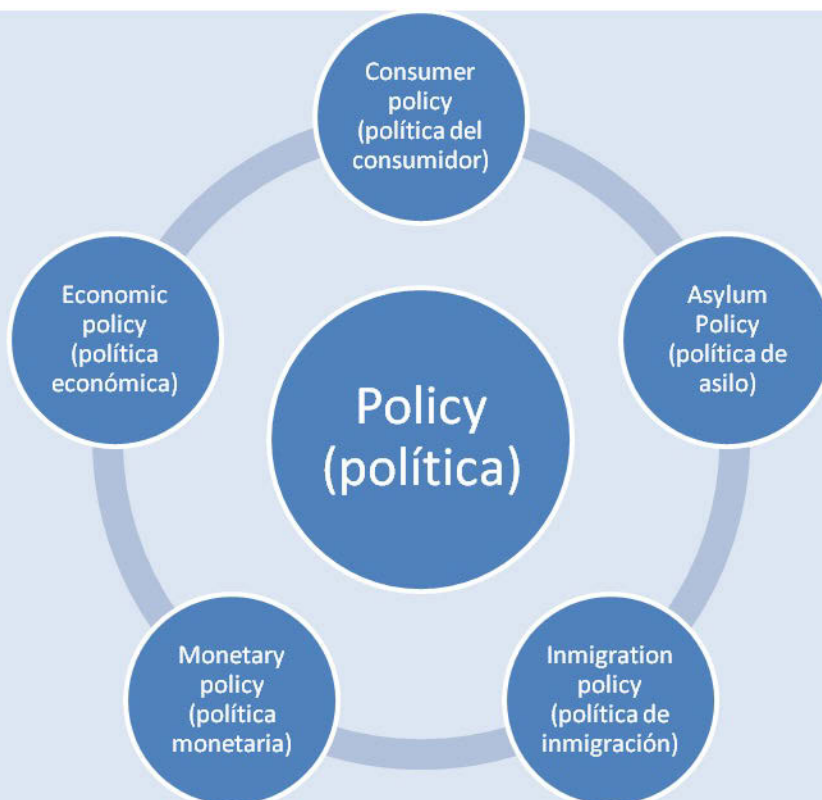 Consumer
policy
(política del
consumidor)
Economic
policy
(política
económica)
Asylum
Policy
(política de
asilo)
Policy
(política)
Monetary
policy
(política
monetaria)
Inmigration
policy
(política de
inmigración)